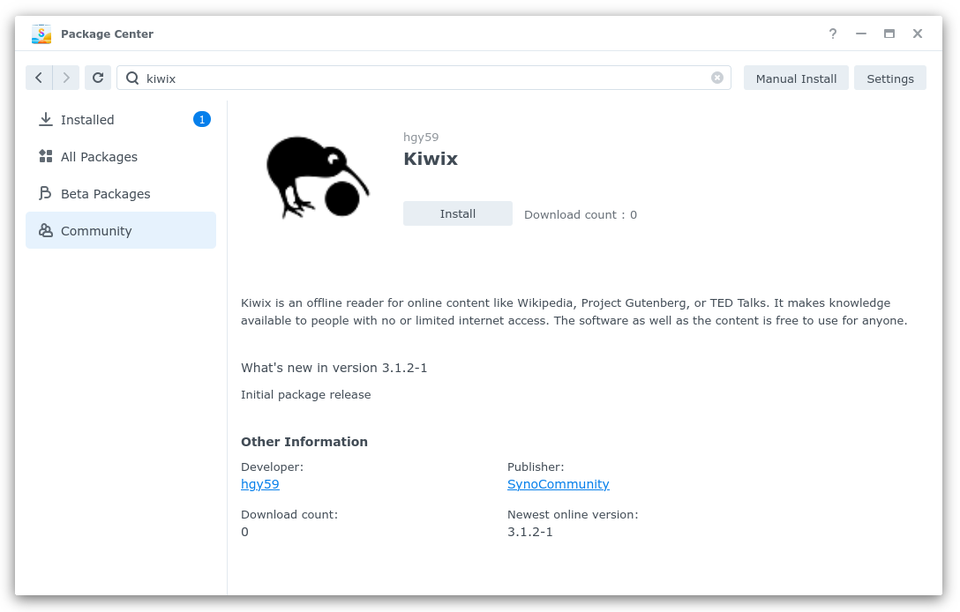 Package Center
?
kiwix
Manual Install
Settings
Installed
1
All Packages
Beta Packages
Community
hgy59
Kiwix
Install
Download count : 0
Kiwix is an offline reader for online content like Wikipedia, Project Gutenberg, or TED Talks. It makes knowledge
available to people with no or limited internet access. The software as well as the content is free to use for anyone.
What's new in version 3.1.2-1
Initial package release
Other Information
Developer:
hgy59
Publisher:
SynoCommunity
Download count:
0
Newest online version:
3.1.2-1